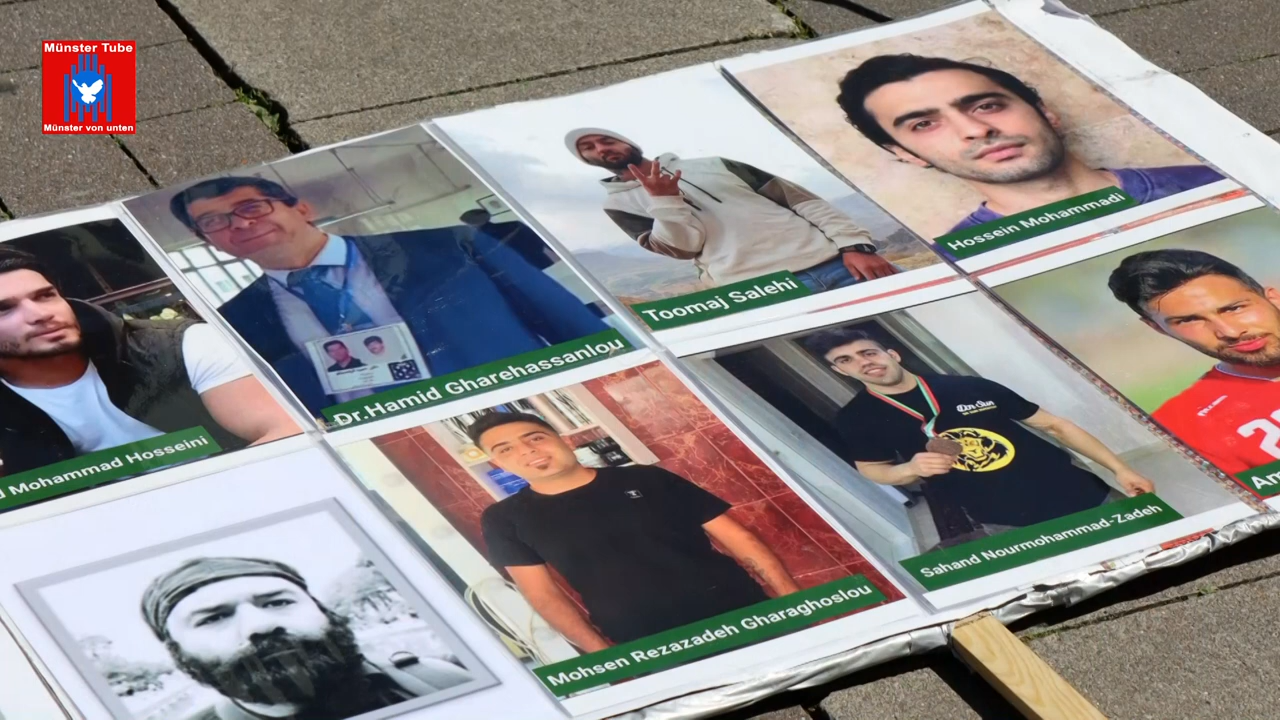 Münster Tube
Münster von unten
Hossein Mohammadi
Toomaj Salehi
Dr.Hamid Gharehassanlou
Mohammad Hosseini
Sahand Nourmohammad-Zadeh
Mohsen Rezazadeh Gharaghoslou